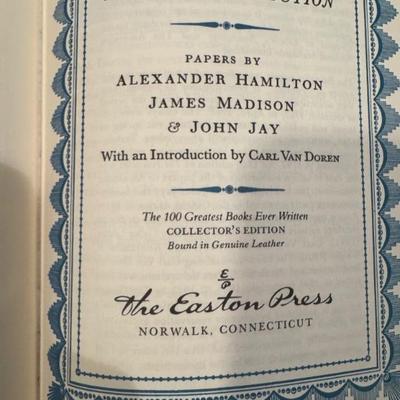 PAPERS BY
ALEXANDER HAMILTON
JAMES MADISON
& JOHN JAY
With an Introduction by CARL VAN DOREN
The 100 Greatest Books Ever Written
COLLECTOR'S EDITION
Bound in Genuine Leather
E/P
The Easton Press
NORWALK, CONNECTICUT